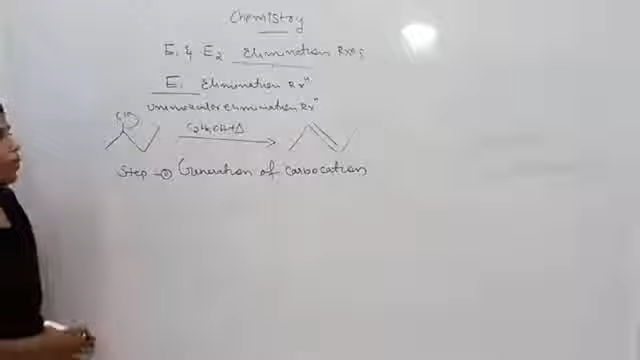 Chemistry
E1 & E2 Elimination Rxns
E1 Elimination Rxn
Unimolecular elimination Rxn
C2H5OH+Δ
Step-① Generation of carbocation